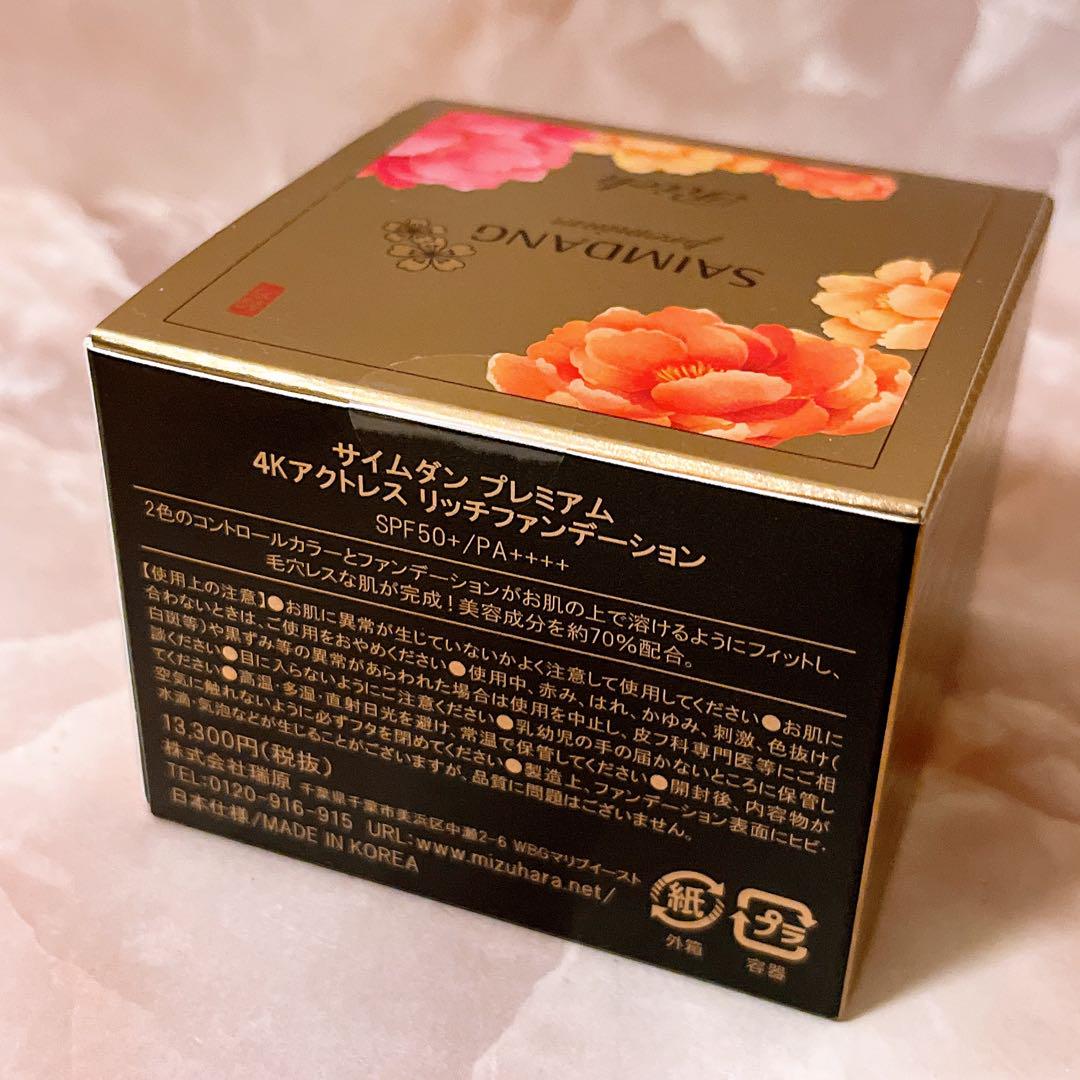 Rich
premium
SAIMDANG
サイムダン プレミアム
4Kアクトレス リッチファンデーション
SPF50+/PA++++
2色のコントロールカラーとファンデーションがお肌の上で溶けるようにフィットし、
毛穴レスな肌が完成！美容成分を約70%配合。
【使用上の注意】●お肌に異常が生じていないかよく注意して使用してください●お肌に
合わないときは、ご使用をおやめください●使用中、赤み、はれ、かゆみ、刺激、色抜け(
白斑等)や黒ずみ等の異常があらわれた場合は使用を中止し、皮フ科専門医等にご相
談ください●目に入らないようにご注意ください●乳幼児の手の届かないところに保管し
てください●高温・多湿・直射日光を避け、常温で保管してください●開封後、内容物が
空気に触れないように必ずフタを閉めてください●製造上、ファンデーション表面にヒビ・
水滴・気泡などが生じることがございますが、品質に問題はございません。
13,300円(税抜)
株式会社瑞原 千葉県千葉市美浜区中瀬2-6 WBGマリブイースト
TEL:0120-916-915 URL:www.mizuhara.net/
日本仕様/MADE IN KOREA
紙
外箱
プラ
容器